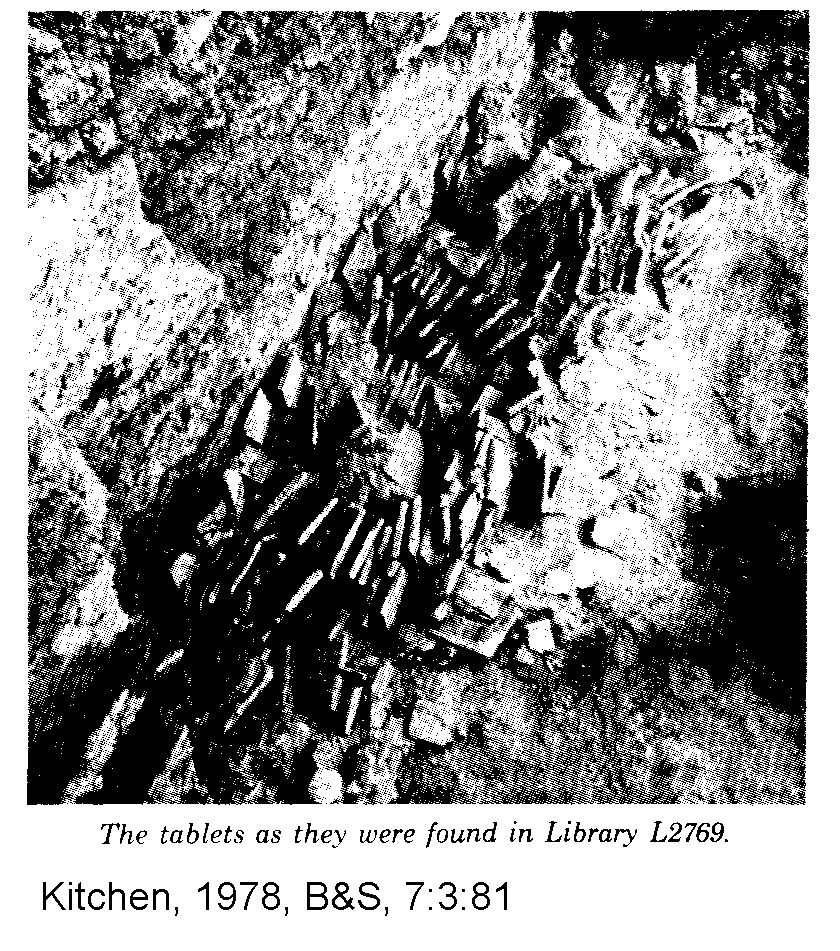 The tablets as they were found in Library L2769.
Kitchen, 1978, B&S, 7:3:81